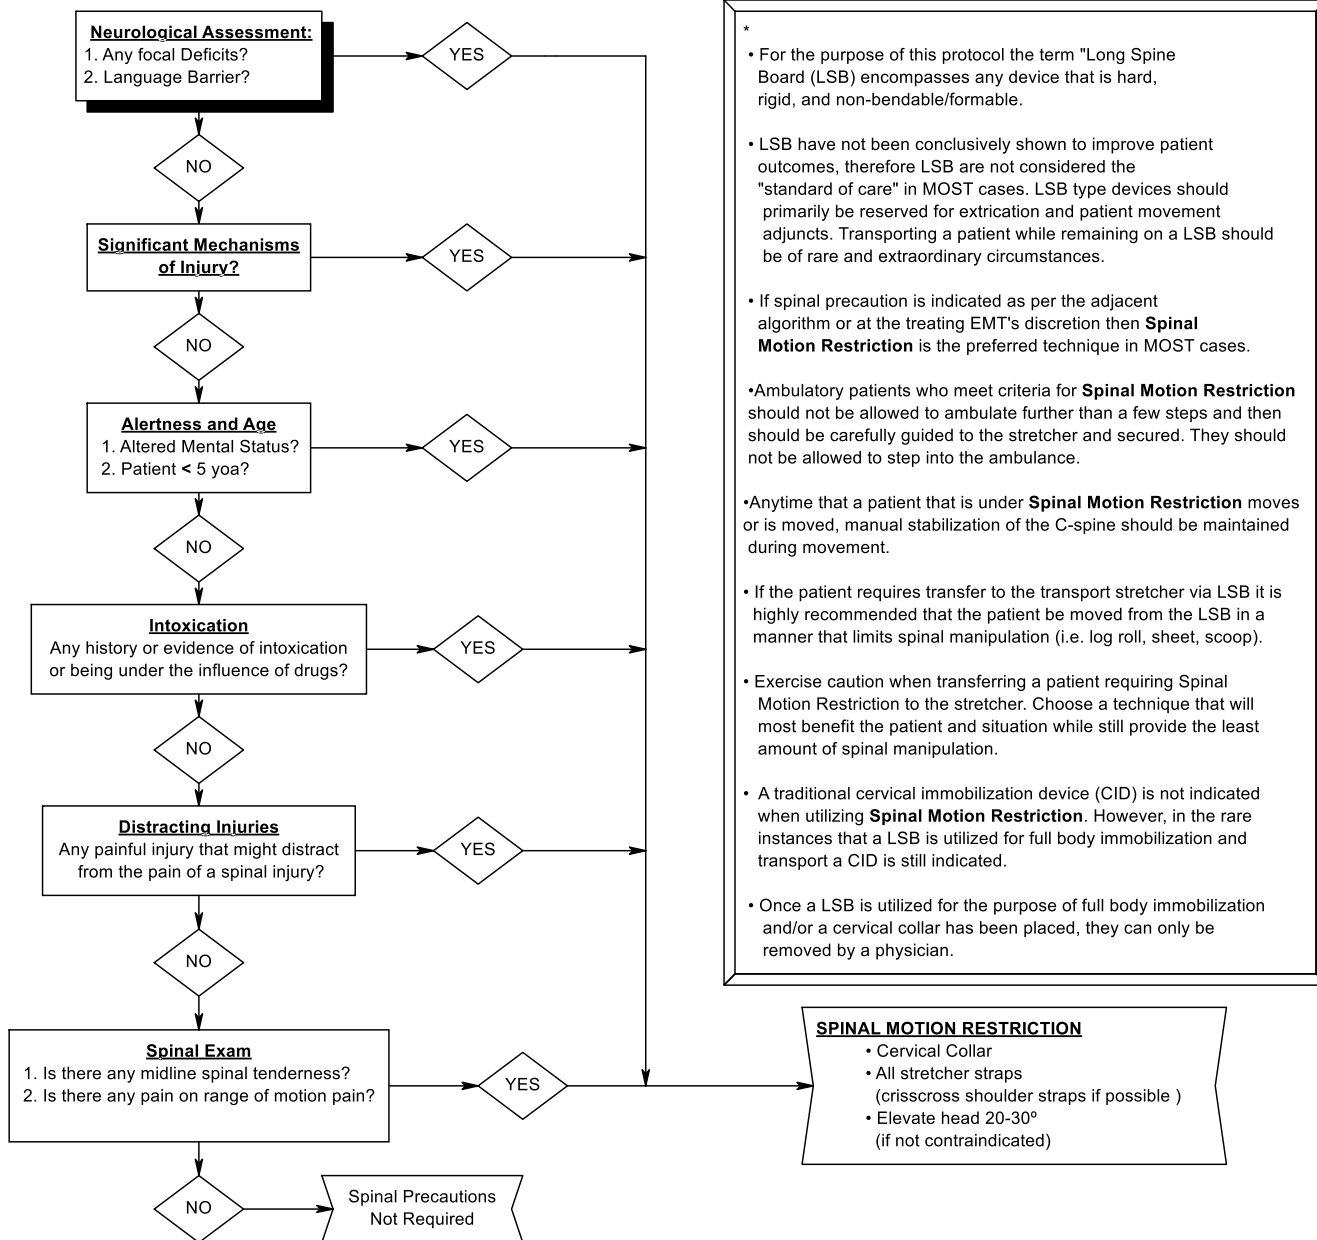 Neurological Assessment:
1. Any focal Deficits?
2. Language Barrier?
YES
NO
Significant Mechanisms
of Injury?
YES
NO
Alertness and Age
1. Altered Mental Status?
2. Patient < 5 yoa?
YES
NO
Intoxication
Any history or evidence of intoxication
or being under the influence of drugs?
YES
NO
Distracting Injuries
Any painful injury that might distract
from the pain of a spinal injury?
YES
NO
Spinal Exam
1. Is there any midline spinal tenderness?
2. Is there any pain on range of motion pain?
YES
NO
Spinal Precautions
Not Required
*
• For the purpose of this protocol the term "Long Spine
Board (LSB) encompasses any device that is hard,
rigid, and non-bendable/formable.
• LSB have not been conclusively shown to improve patient
outcomes, therefore LSB are not considered the
"standard of care" in MOST cases. LSB type devices should
primarily be reserved for extrication and patient movement
adjuncts. Transporting a patient while remaining on a LSB should
be of rare and extraordinary circumstances.
• If spinal precaution is indicated as per the adjacent
algorithm or at the treating EMT's discretion then Spinal
Motion Restriction is the preferred technique in MOST cases.
•Ambulatory patients who meet criteria for Spinal Motion Restriction
should not be allowed to ambulate further than a few steps and then
should be carefully guided to the stretcher and secured. They should
not be allowed to step into the ambulance.
•Anytime that a patient that is under Spinal Motion Restriction moves
or is moved, manual stabilization of the C-spine should be maintained
during movement.
• If the patient requires transfer to the transport stretcher via LSB it is
highly recommended that the patient be moved from the LSB in a
manner that limits spinal manipulation (i.e. log roll, sheet, scoop).
• Exercise caution when transferring a patient requiring Spinal
Motion Restriction to the stretcher. Choose a technique that will
most benefit the patient and situation while still provide the least
amount of spinal manipulation.
• A traditional cervical immobilization device (CID) is not indicated
when utilizing Spinal Motion Restriction. However, in the rare
instances that a LSB is utilized for full body immobilization and
transport a CID is still indicated.
• Once a LSB is utilized for the purpose of full body immobilization
and/or a cervical collar has been placed, they can only be
removed by a physician.
SPINAL MOTION RESTRICTION
• Cervical Collar
• All stretcher straps
(crisscross shoulder straps if possible )
• Elevate head 20-30º
(if not contraindicated)